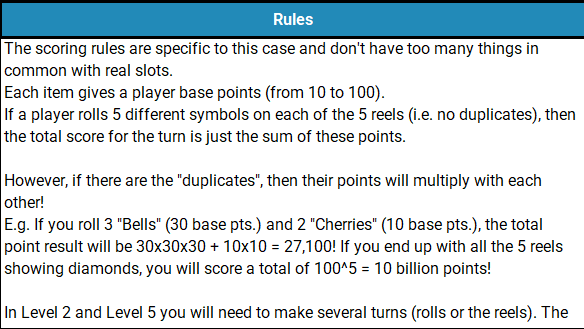 Rules
The scoring rules are specific to this case and don't have too many things in
common with real slots.
Each item gives a player base points (from 10 to 100).
If a player rolls 5 different symbols on each of the 5 reels (i.e. no duplicates), then
the total score for the turn is just the sum of these points.
However, if there are the "duplicates", then their points will multiply with each
other!
E.g. If you roll 3 "Bells" (30 base pts.) and 2 "Cherries" (10 base pts.), the total
point result will be 30x30x30 + 10x10 = 27,100! If you end up with all the 5 reels
showing diamonds, you will score a total of 100^5 = 10 billion points!
In Level 2 and Level 5 you will need to make several turns (rolls or the reels). The